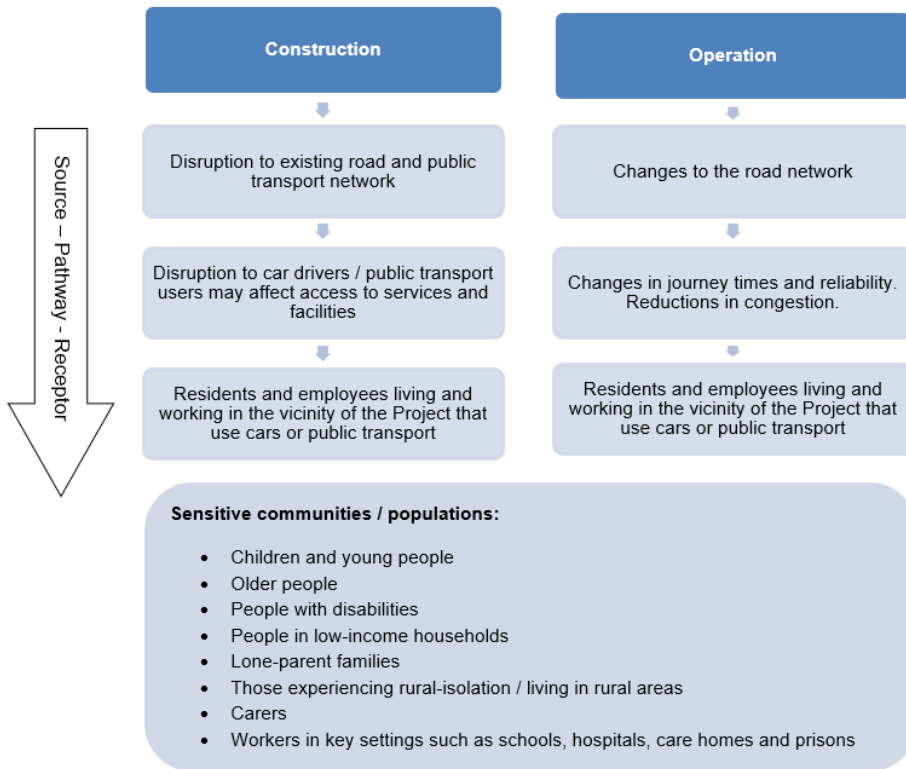 Construction
Operation
Source – Pathway - Receptor
Disruption to existing road and public
transport network
Changes to the road network
Disruption to car drivers / public transport
users may affect access to services and
facilities
Changes in journey times and reliability.
Reductions in congestion.
Residents and employees living and
working in the vicinity of the Project that
use cars or public transport
Residents and employees living and
working in the vicinity of the Project that
use cars or public transport
Sensitive communities / populations:
• Children and young people
• Older people
• People with disabilities
• People in low-income households
• Lone-parent families
• Those experiencing rural-isolation / living in rural areas
• Carers
• Workers in key settings such as schools, hospitals, care homes and prisons